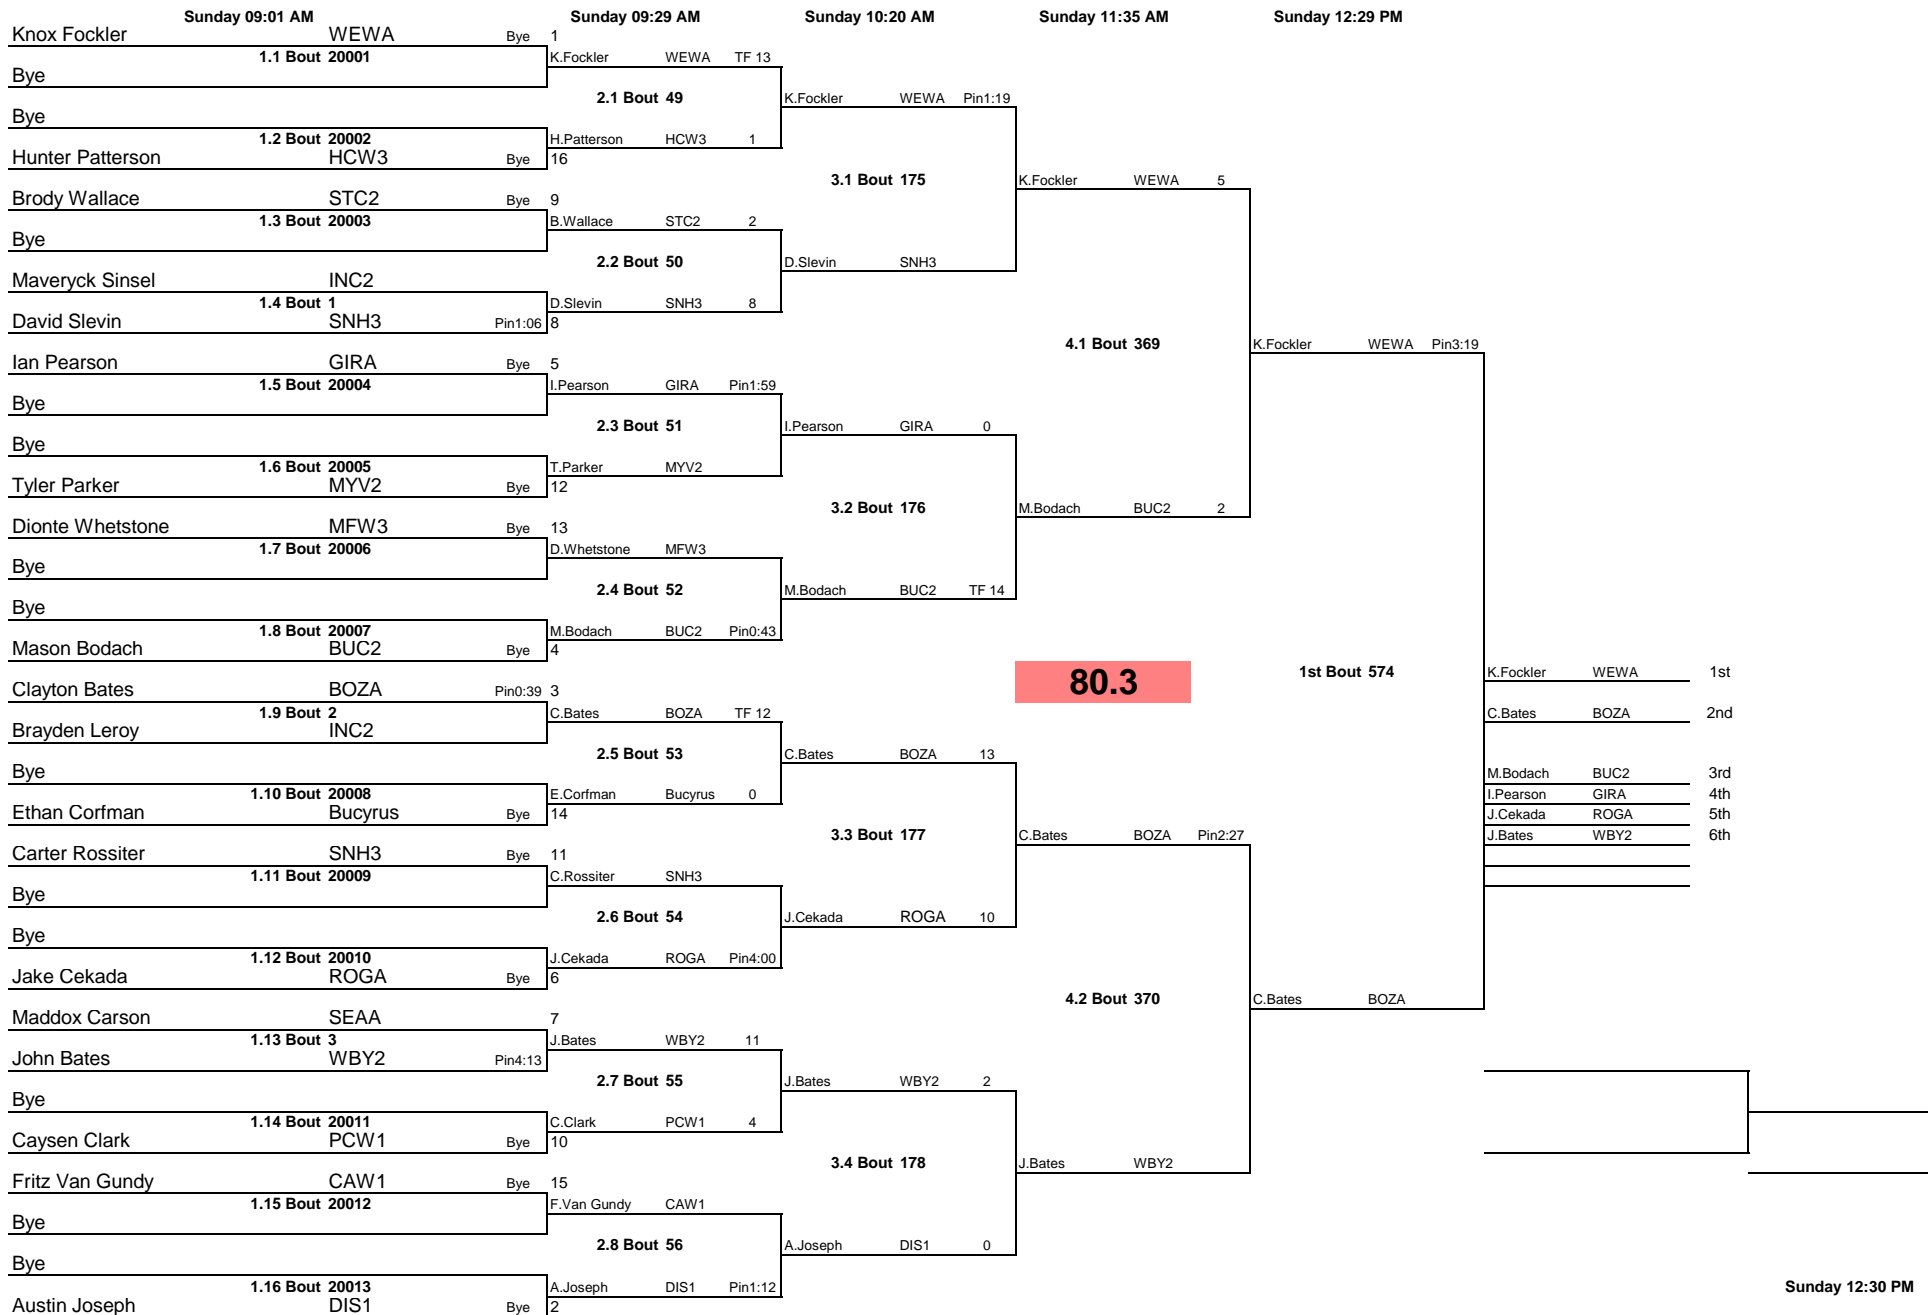 Sunday 09:01 AM Sunday 09:29 AM Sunday 10:20 AM Sunday 11:35 AM Sunday 12:29 PM
Knox Fockler WEWA Bye 1
1.1 Bout 20001 K.Fockler WEWA TF 13
Bye
2.1 Bout 49 K.Fockler WEWA Pin1:19
Bye
1.2 Bout 20002 H.Patterson HCW3 1
Hunter Patterson HCW3 Bye 16
3.1 Bout 175 K.Fockler WEWA 5
Brody Wallace STC2 Bye 9
1.3 Bout 20003 B.Wallace STC2 2
Bye
2.2 Bout 50 D.Slevin SNH3
Maveryck Sinsel INC2
1.4 Bout 1 D.Slevin SNH3 8
David Slevin SNH3 Pin1:06 8
4.1 Bout 369 K.Fockler WEWA Pin3:19
Ian Pearson GIRA Bye 5
1.5 Bout 20004 I.Pearson GIRA Pin1:59
Bye
2.3 Bout 51 I.Pearson GIRA 0
Bye
1.6 Bout 20005 T.Parker MYV2
Tyler Parker MYV2 Bye 12
3.2 Bout 176 M.Bodach BUC2 2
Dionte Whetstone MFW3 Bye 13
1.7 Bout 20006 D.Whetstone MFW3
Bye
2.4 Bout 52 M.Bodach BUC2 TF 14
Bye
1.8 Bout 20007 M.Bodach BUC2 Pin0:43
Mason Bodach BUC2 Bye 4
80.3 1st Bout 574 K.Fockler WEWA 1st
Clayton Bates BOZA Pin0:39 3
1.9 Bout 2 C.Bates BOZA TF 12 C.Bates BOZA 2nd
Brayden Leroy INC2
2.5 Bout 53 C.Bates BOZA 13
Bye M.Bodach BUC2 3rd
1.10 Bout 20008 E.Corfman Bucyrus 0 I.Pearson GIRA 4th
Ethan Corfman Bucyrus Bye 14 J.Cekada ROGA 5th
3.3 Bout 177 C.Bates BOZA Pin2:27 J.Bates WBY2 6th
Carter Rossiter SNH3 Bye 11
1.11 Bout 20009 C.Rossiter SNH3
Bye
2.6 Bout 54 J.Cekada ROGA 10
Bye
1.12 Bout 20010 J.Cekada ROGA Pin4:00
Jake Cekada ROGA Bye 6
4.2 Bout 370 C.Bates BOZA
Maddox Carson SEAA 7
1.13 Bout 3 J.Bates WBY2 11
John Bates WBY2 Pin4:13
2.7 Bout 55 J.Bates WBY2 2
Bye
1.14 Bout 20011 C.Clark PCW1 4
Caysen Clark PCW1 Bye 10
3.4 Bout 178 J.Bates WBY2
Fritz Van Gundy CAW1 Bye 15
1.15 Bout 20012 F.Van Gundy CAW1
Bye
2.8 Bout 56 A.Joseph DIS1 0
Bye
1.16 Bout 20013 A.Joseph DIS1 Pin1:12 Sunday 12:30 PM
Austin Joseph DIS1 Bye 2